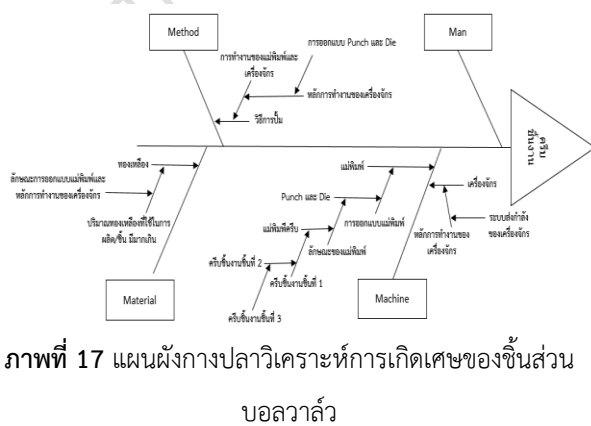 Method
Man
การออกแบบ Punch และ Die
การทำงานของแม่พิมพ์และ
เครื่องจักร
หลักการทำงานของเครื่องจักร
วิธีการปั๊ม
ครีบ
ชิ้นงาน
ทองเหลือง
ลักษณะการออกแบบแม่พิมพ์และ
หลักการทำงานของเครื่องจักร
ปริมาณทองเหลืองที่ใช้ในการ
ผลิต/ชิ้น มีมากเกิน
แม่พิมพ์
เครื่องจักร
Punch และ Die
ระบบส่งกำลัง
ของเครื่องจักร
แม่พิมพ์ครีบ
การออกแบบแม่พิมพ์
หลักการทำงานของ
เครื่องจักร
ลักษณะของแม่พิมพ์
ครีบชิ้นงานชิ้นที่ 2
ครีบชิ้นงานชิ้นที่ 1
ครีบชิ้นงานชิ้นที่ 3
Material
Machine
ภาพที่ 17 แผนผังกางปลาวิเคราะห์การเกิดเศษของชิ้นส่วน
บอลวาล์ว